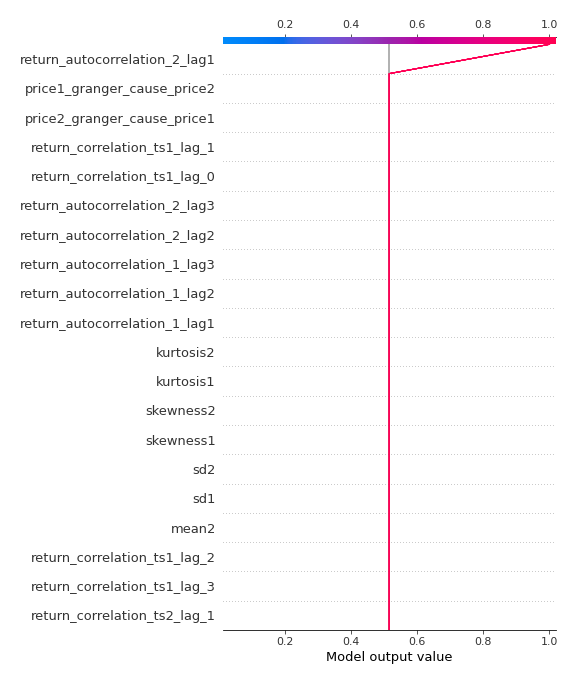 0.2 0.4 0.6 0.8 1.0
return_autocorrelation_2_lag1
price1_granger_cause_price2
price2_granger_cause_price1
return_correlation_ts1_lag_1
return_correlation_ts1_lag_0
return_autocorrelation_2_lag3
return_autocorrelation_2_lag2
return_autocorrelation_1_lag3
return_autocorrelation_1_lag2
return_autocorrelation_1_lag1
kurtosis2
kurtosis1
skewness2
skewness1
sd2
sd1
mean2
return_correlation_ts1_lag_2
return_correlation_ts1_lag_3
return_correlation_ts2_lag_1
0.2 0.4 0.6 0.8 1.0
Model output value